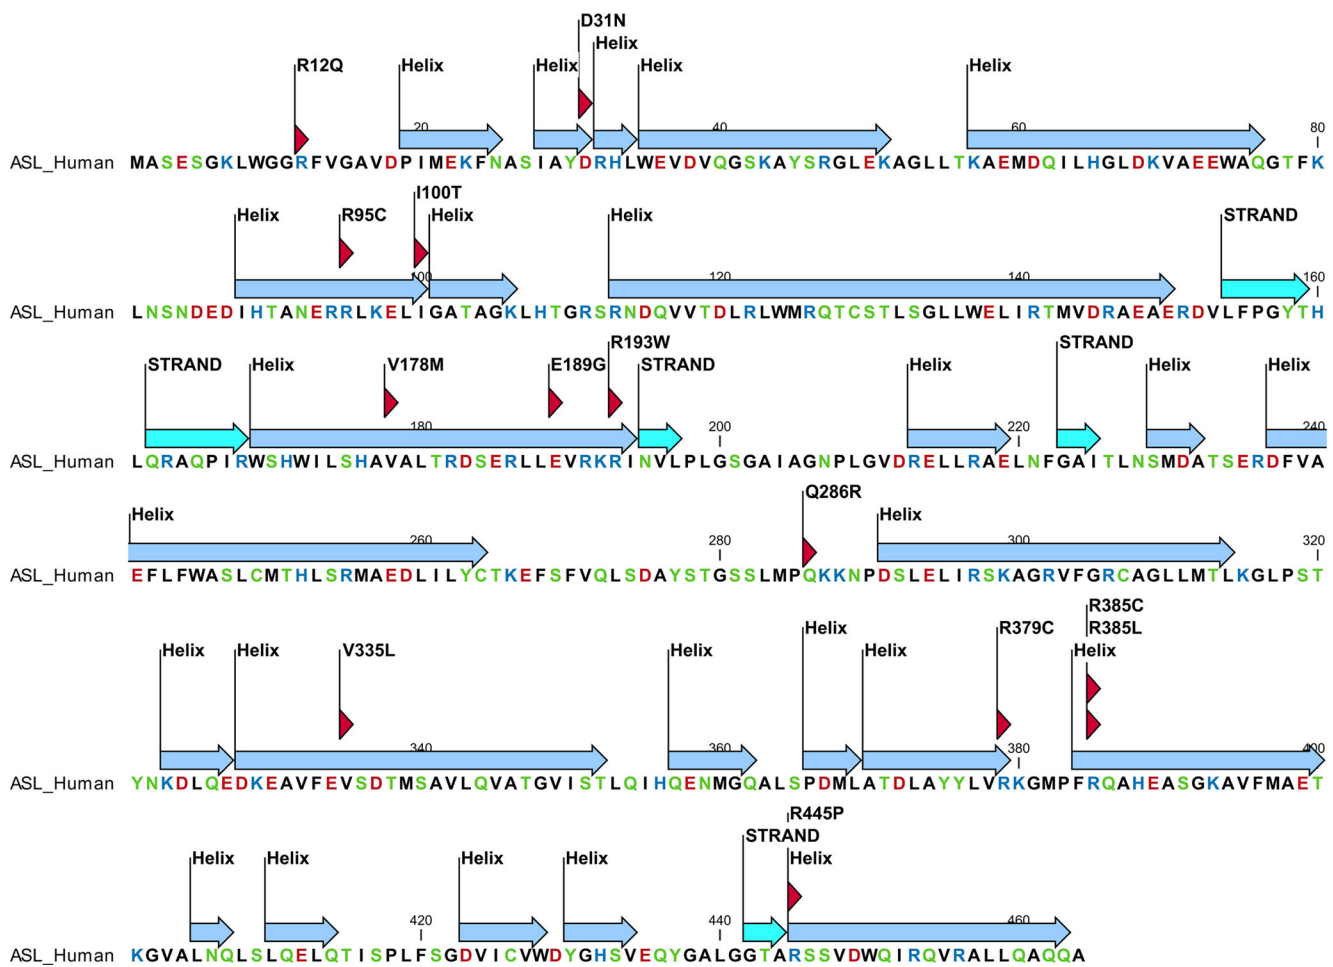 D31N
Helix
R12Q Helix Helix Helix Helix
20 40 60 80
ASL_Human MASESGKLWGGRFVGAVDPIMEKFNASIAYDRHLWEVDVQGSKAYSRGLEKAGLLTKAEMDQILHGLDKVAEEWAQGTFK
I100T
Helix R95C Helix Helix STRAND
100 120 140 160
ASL_Human LNSNDEDIHTANERRLKELIGATAGKLHTGRSRNDQVVTDLRLWMRQTCSTLSGLLWELIRTMVDRAEAERDVLFPGYTH
R193W STRAND
STRAND Helix V178M E189G STRAND Helix Helix Helix
180 200 220 240
ASL_Human LQRAQPIRWSHWILSHAVALTRDSERLLEVRKRINVLPLGSGAIAGNPLGVDRELLRAELNFGAITLNSMDATSERDFVA
Q286R
Helix Helix
260 280 300 320
ASL_Human EFLFWASLCMTHLSRMAEDLILYCTKEFSFVQLSDAYSTGSSLMPQKKNPDSLELIRSKAGRVFGRCAGLLMTLKGLPST
R385C
Helix R379C R385L
Helix Helix V335L Helix Helix Helix
340 360 380 400
ASL_Human YNKDLQEDKEAVFEVSDTMSAVLQVATGVISTLQIHQENMGQALSPDMLATDLAYYLVRKGMPFRQAHEASGKAVFMAET
R445P
STRAND
Helix Helix Helix Helix Helix
420 440 460
ASL_Human KGVALNQLSLQELQTISPLFSGDVICVWDYGHSVEQYGALGGTARSSVDWQIRQVRALLQAQQA